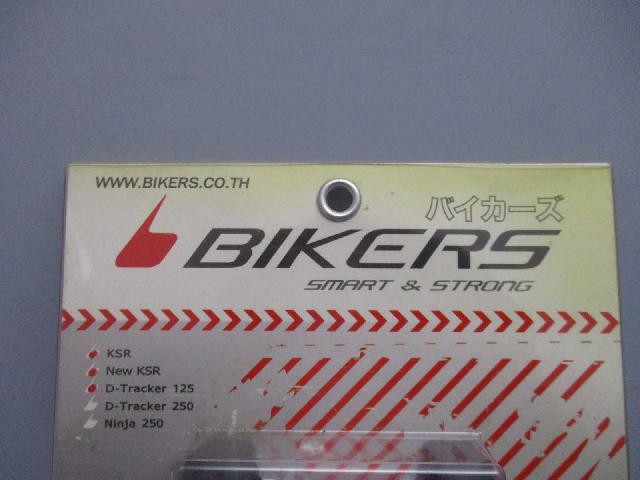 WWW.BIKERS.CO.TH
バイカーズ
BIKERS
SMART & STRONG
KSR
New KSR
D-Tracker 125
D-Tracker 250
Ninja 250